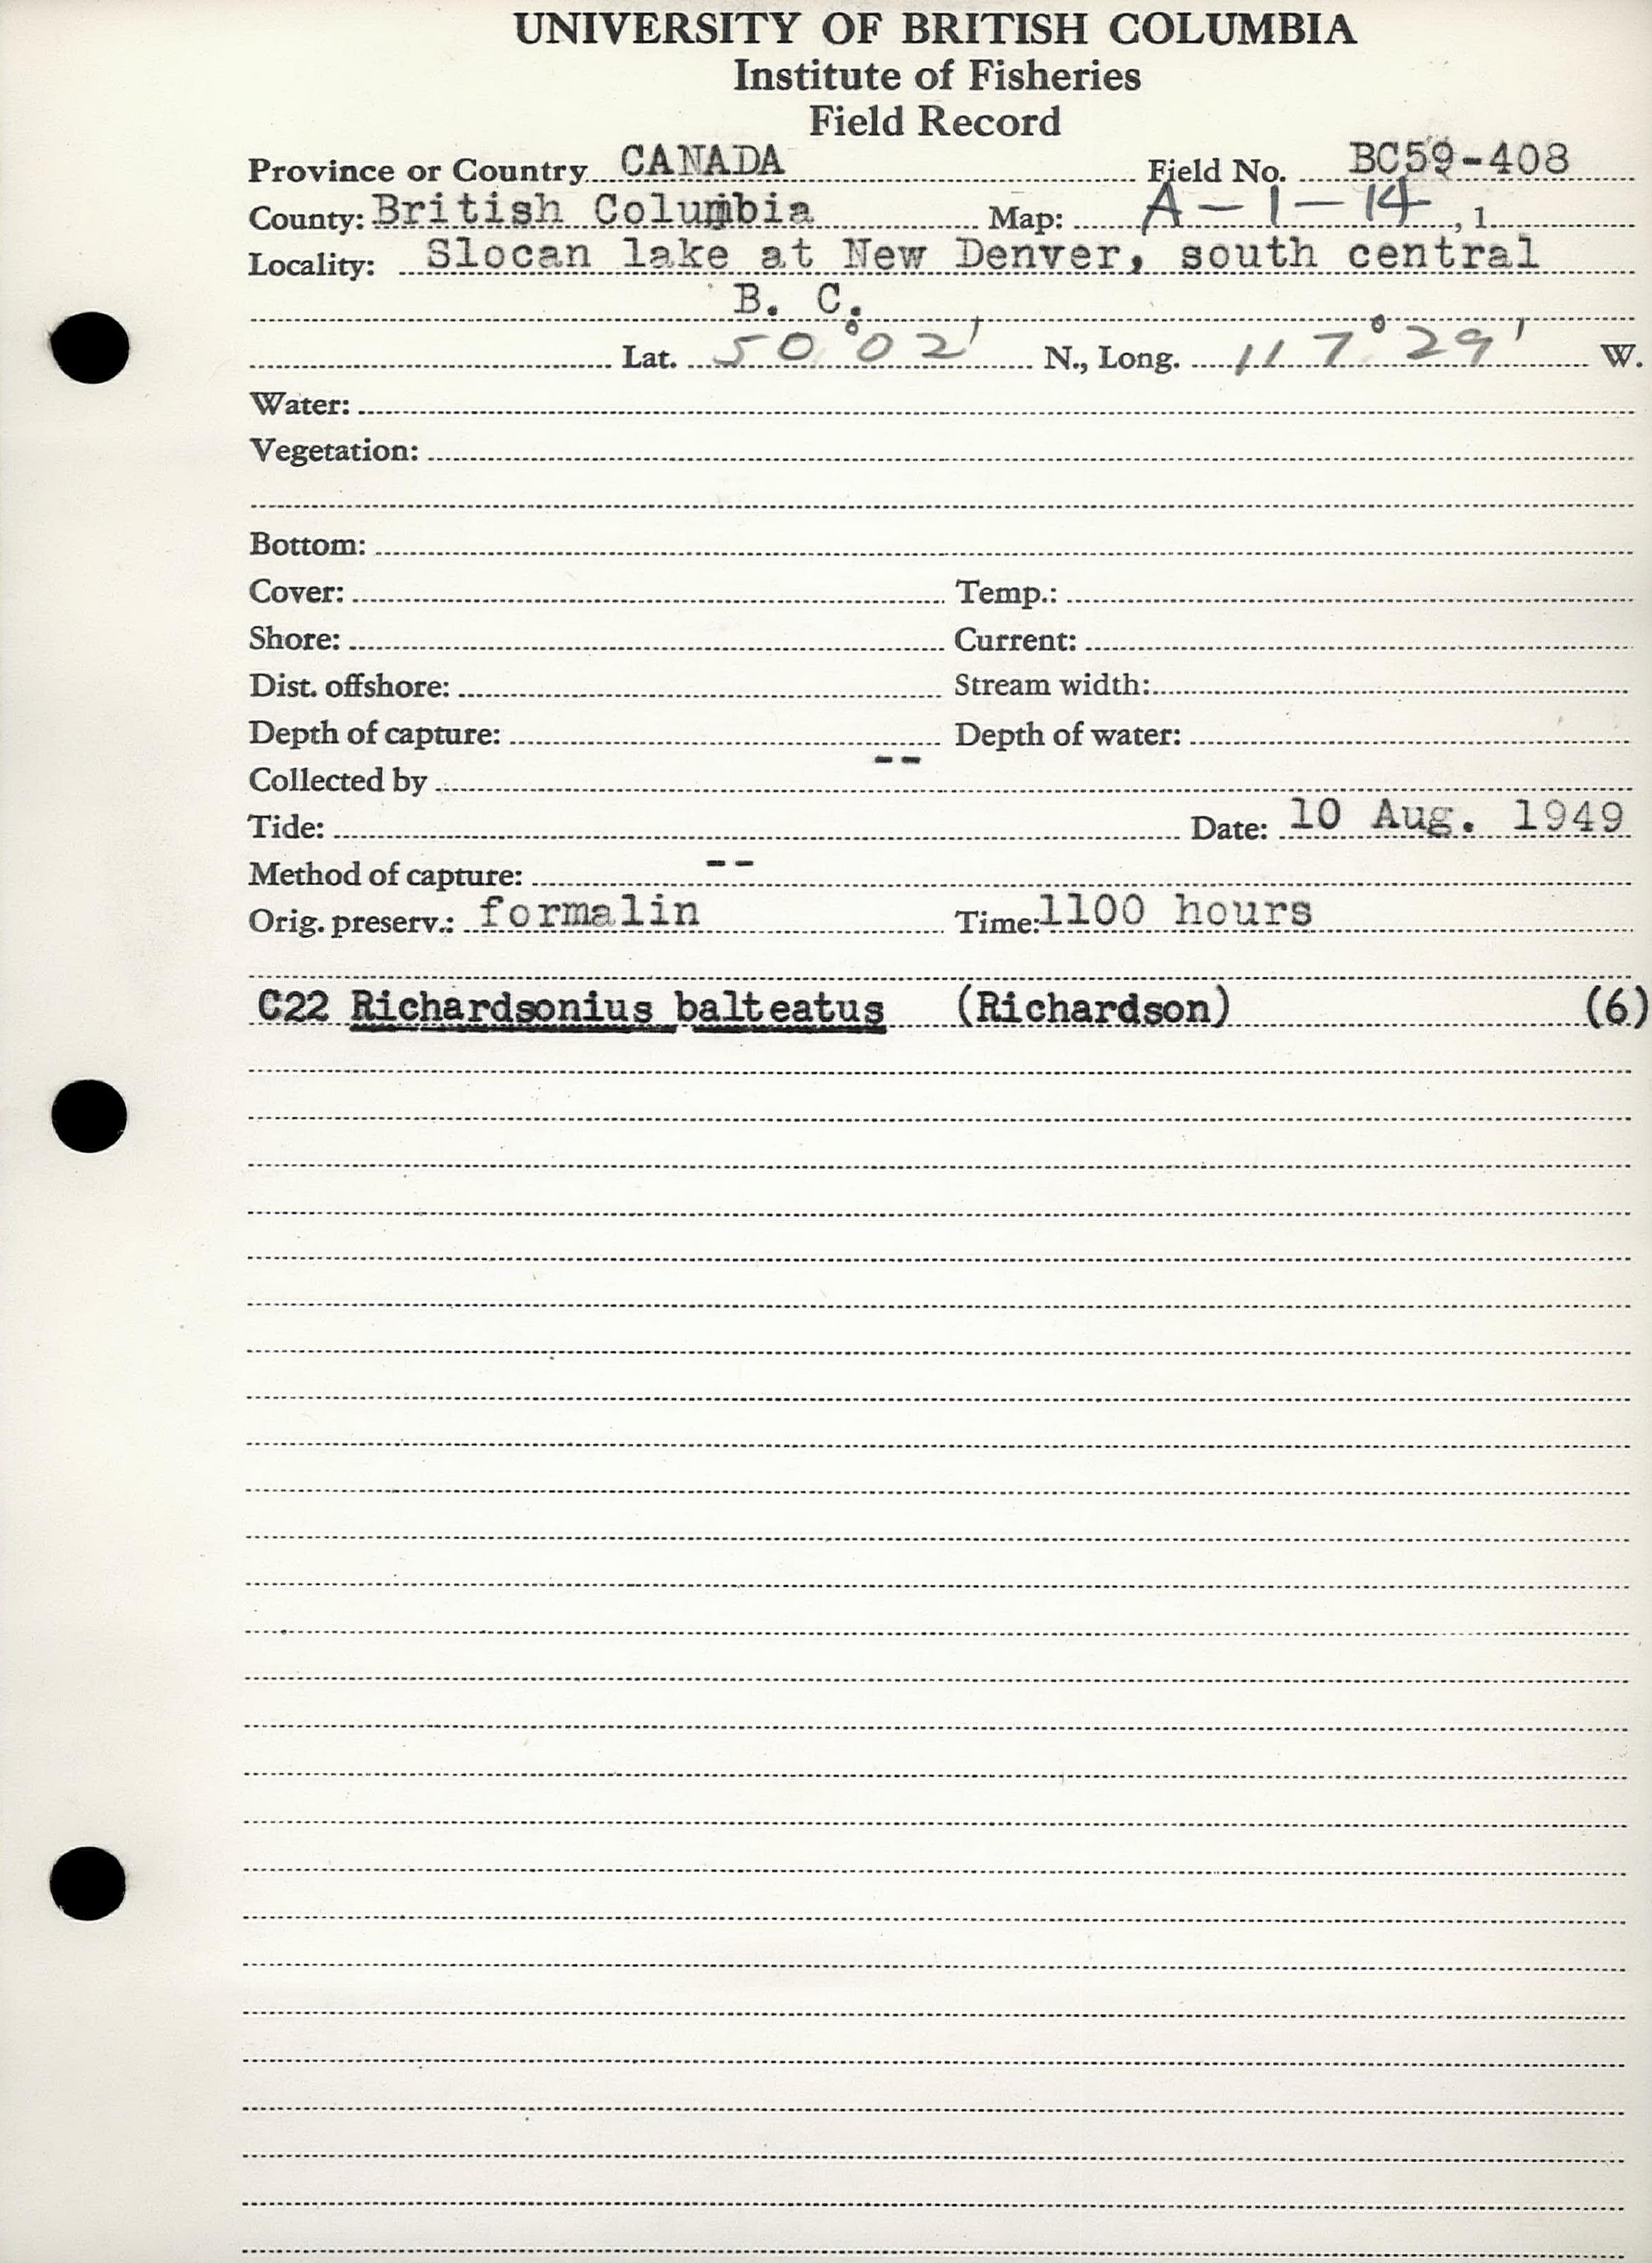 UNIVERSITY OF BRITISH COLUMBIA
Institute of Fisheries
Field Record
Province or Country CANADA Field No. BC59-408
County: British Columbia Map: A-1-14, 1
Locality: Slocan lake at New Denver, south central
B. C.
Lat. 50°02' N., Long. 117°29' W.
Water:
Vegetation:
Bottom:
Cover: Temp.:
Shore: Current:
Dist. offshore: Stream width:
Depth of capture: Depth of water:
Collected by --
Tide: Date: 10 Aug. 1949
Method of capture: --
Orig. preserv.: formalin Time: 1100 hours
C22 Richardsonius balteatus (Richardson) (6)